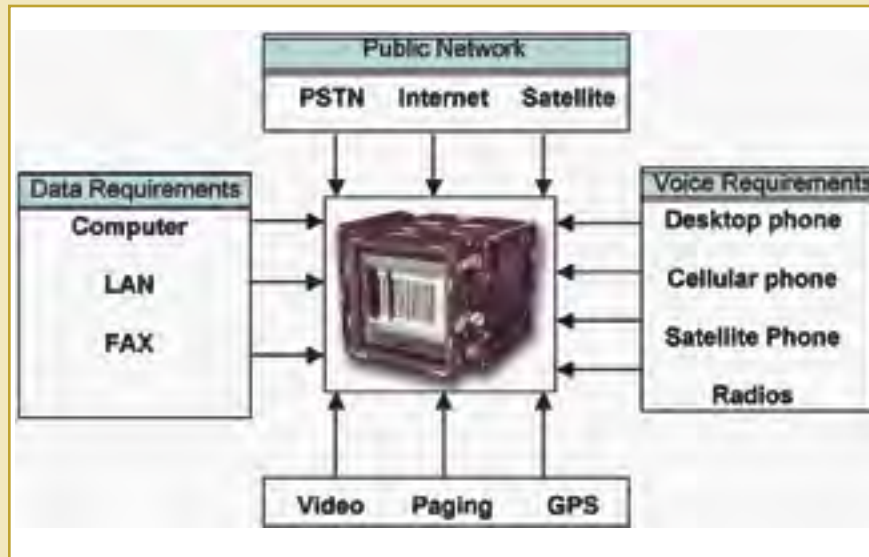 Public Network
PSTN Internet Satellite
Data Requirements
Computer
LAN
FAX
Voice Requirements
Desktop phone
Cellular phone
Satellite Phone
Radios
Video Paging GPS